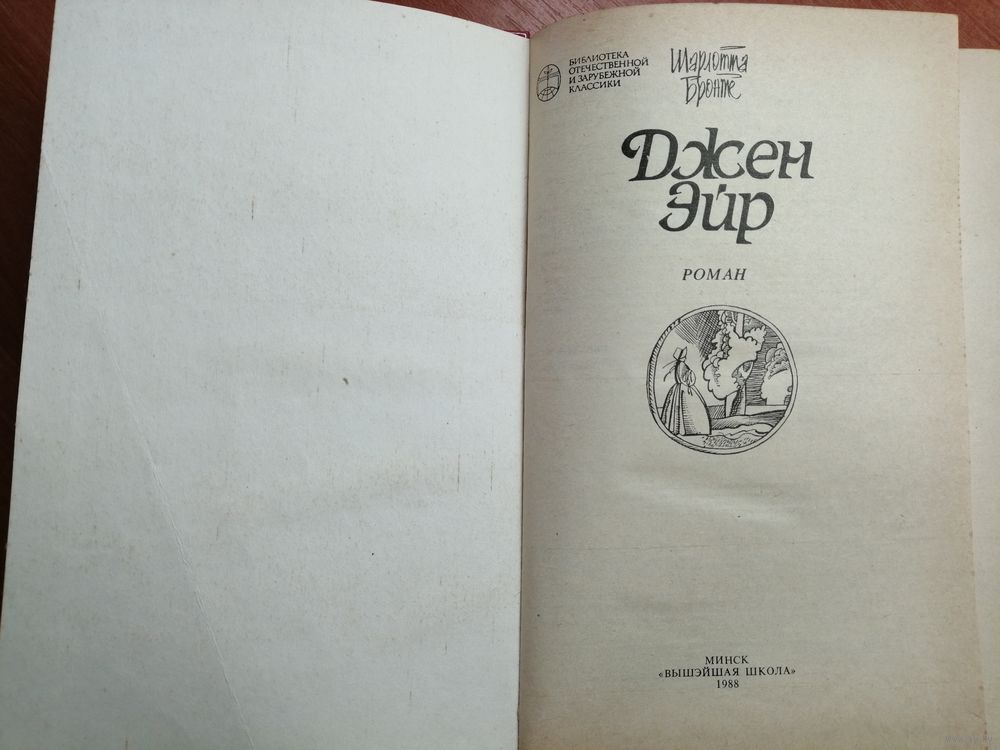 БИБЛИОТЕКА
ОТЕЧЕСТВЕННОЙ
И ЗАРУБЕЖНОЙ
КЛАССИКИ
Шарлотта
Бронте
Джен
Эйр
РОМАН
МИНСК
«ВЫШЭЙШАЯ ШКОЛА»
1988